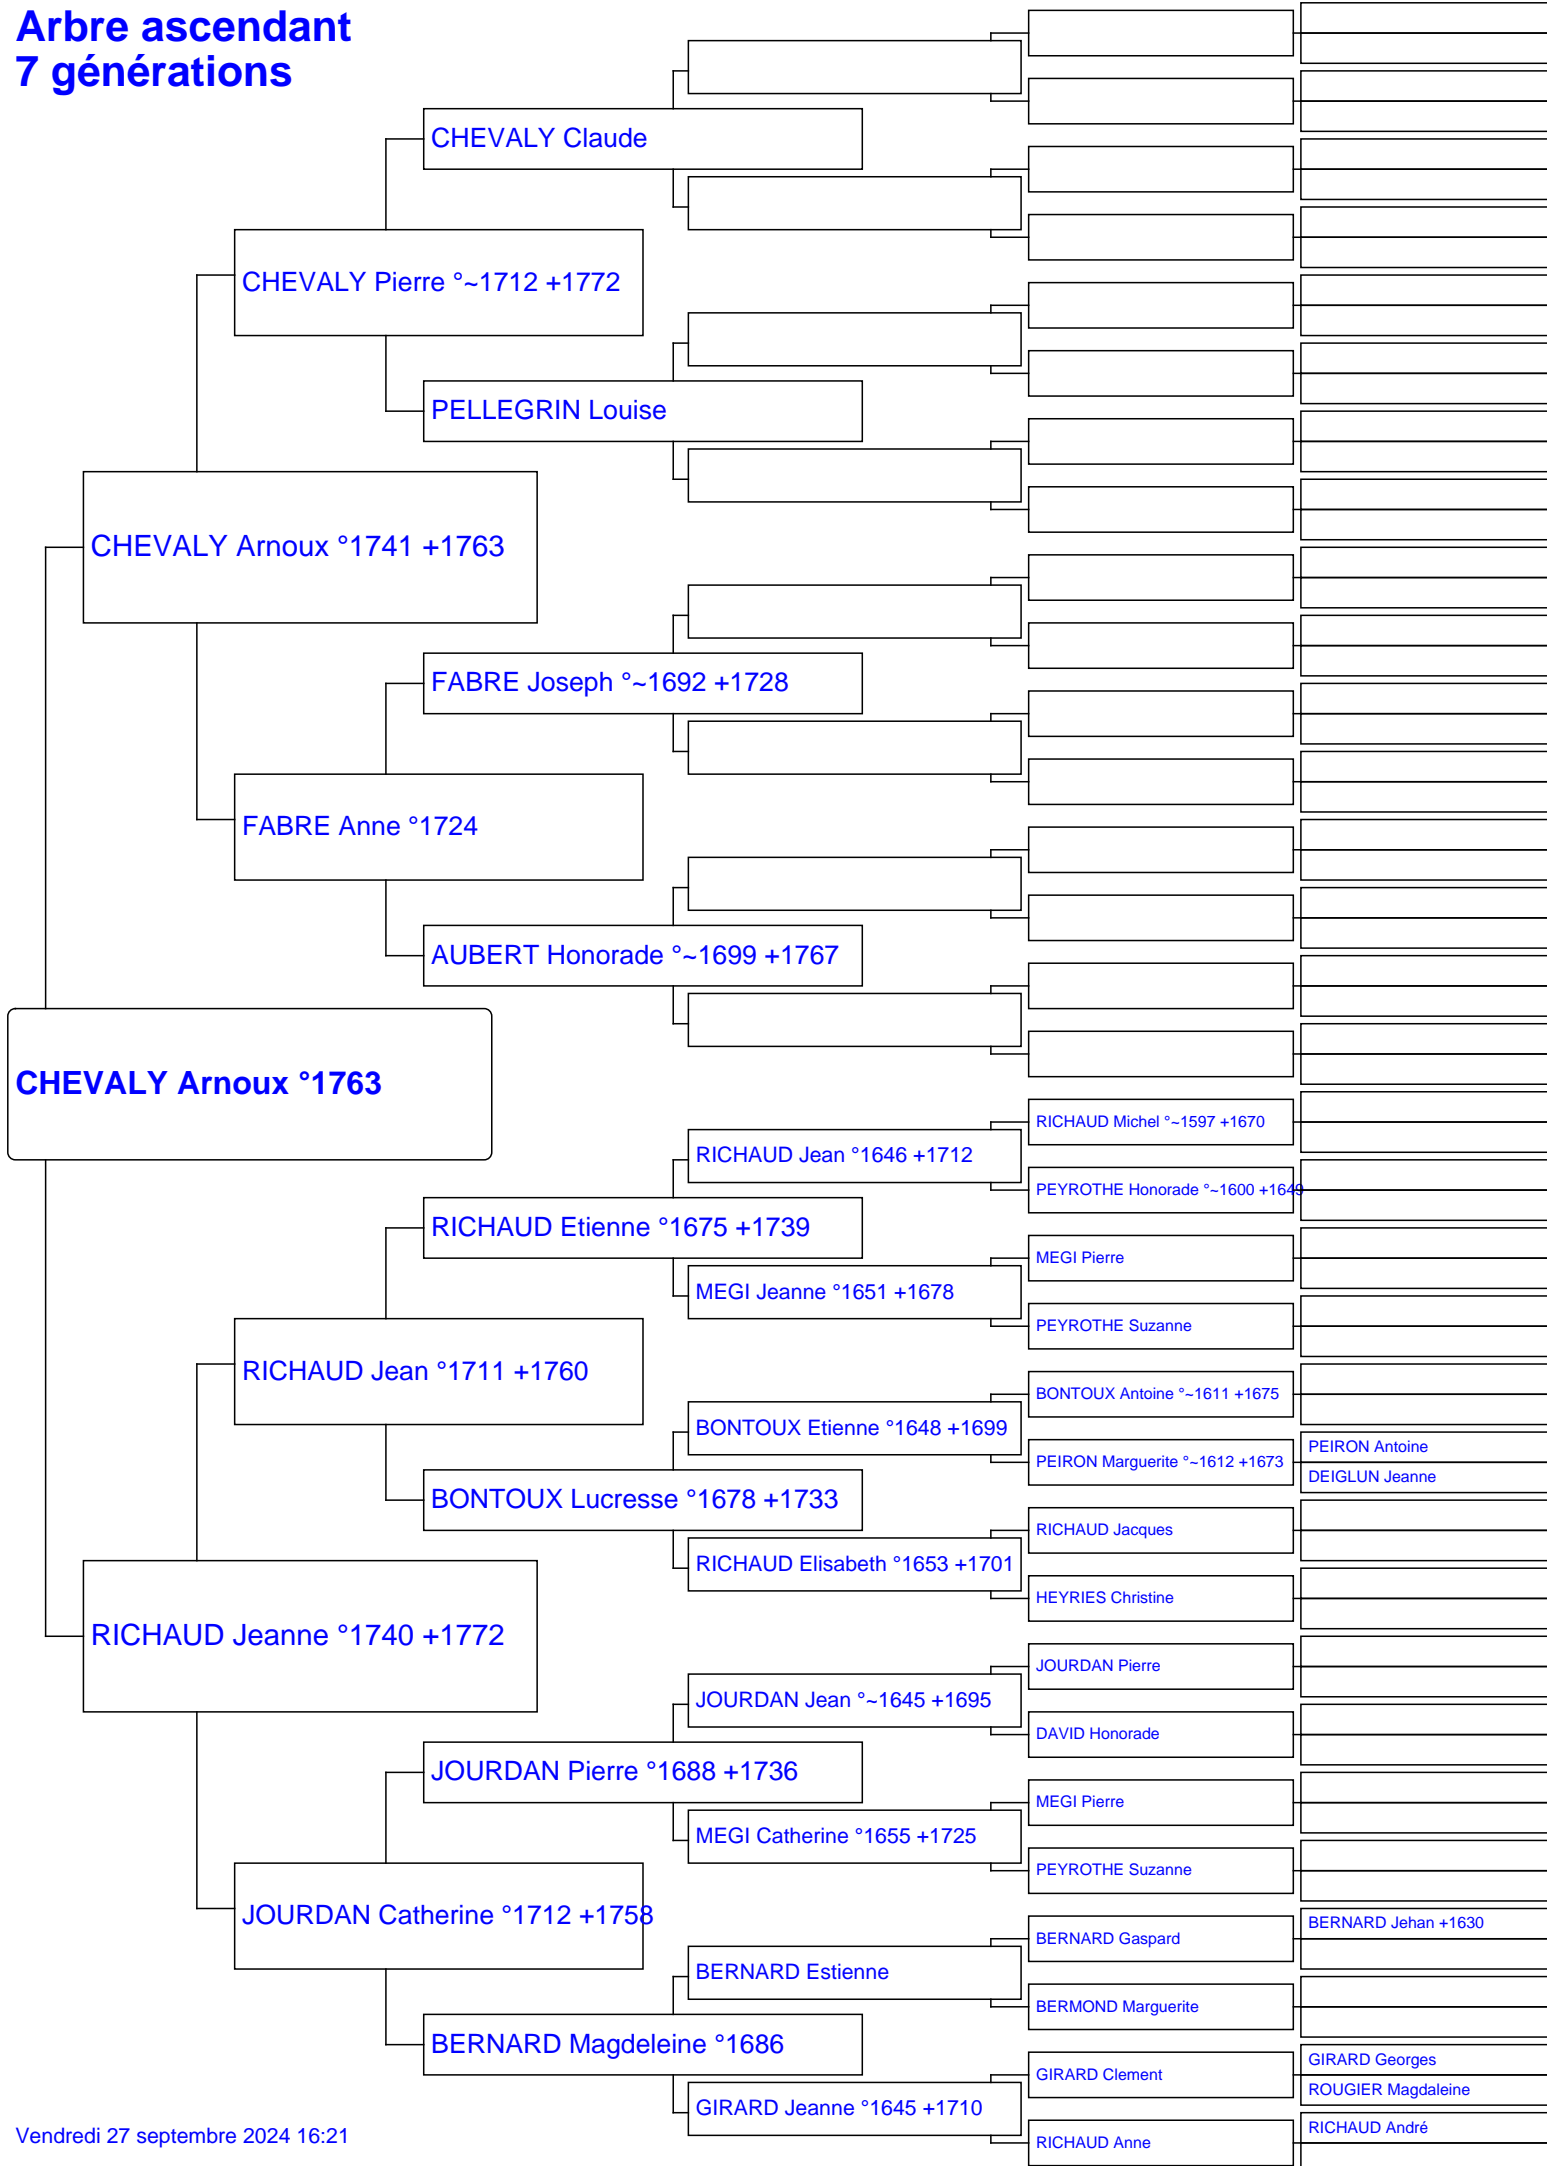 Arbre ascendant
7 générations
CHEVALY Claude
CHEVALY Pierre °~1712 +1772
PELLEGRIN Louise
CHEVALY Arnoux °1741 +1763
FABRE Joseph °~1692 +1728
FABRE Anne °1724
AUBERT Honorade °~1699 +1767
CHEVALY Arnoux °1763
RICHAUD Michel °~1597 +1670
RICHAUD Jean °1646 +1712
PEYROTHE Honorade °~1600 +1649
RICHAUD Etienne °1675 +1739
MEGI Pierre
MEGI Jeanne °1651 +1678
PEYROTHE Suzanne
RICHAUD Jean °1711 +1760
BONTOUX Antoine °~1611 +1675
BONTOUX Etienne °1648 +1699
PEIRON Antoine
PEIRON Marguerite °~1612 +1673
DEIGLUN Jeanne
BONTOUX Lucresse °1678 +1733
RICHAUD Jacques
RICHAUD Elisabeth °1653 +1701
HEYRIES Christine
RICHAUD Jeanne °1740 +1772
JOURDAN Pierre
JOURDAN Jean °~1645 +1695
DAVID Honorade
JOURDAN Pierre °1688 +1736
MEGI Pierre
MEGI Catherine °1655 +1725
PEYROTHE Suzanne
JOURDAN Catherine °1712 +1758
BERNARD Jehan +1630
BERNARD Gaspard
BERNARD Estienne
BERMOND Marguerite
BERNARD Magdeleine °1686
GIRARD Georges
GIRARD Clement
ROUGIER Magdaleine
GIRARD Jeanne °1645 +1710
RICHAUD André
RICHAUD Anne
Vendredi 27 septembre 2024 16:21